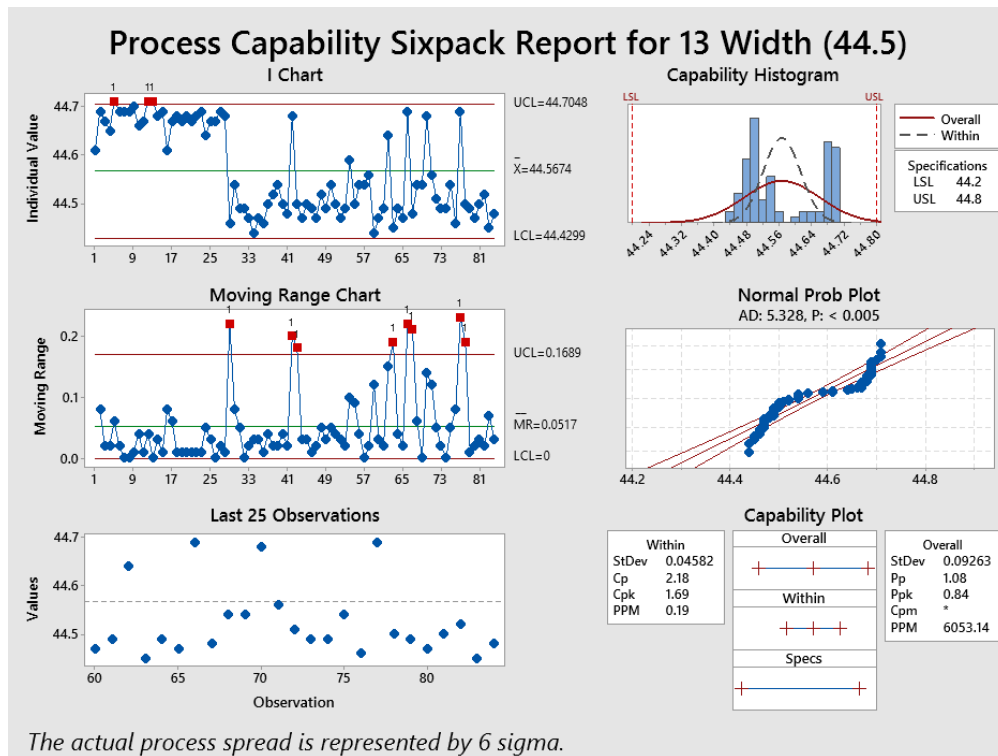 Process Capability Sixpack Report for 13 Width (44.5)
I Chart
Individual Value
44.7
44.6
44.5
1
11
UCL=44.7048
X=44.5674
LCL=44.4299
1 9 17 25 33 41 49 57 65 73 81
Capability Histogram
LSL
USL
44.24 44.32 44.40 44.48 44.56 44.64 44.72 44.80
Overall
Within
Specifications
LSL 44.2
USL 44.8
Moving Range Chart
Moving Range
0.2
0.1
0.0
1
1
1
1
1
1
1
1
UCL=0.1689
MR=0.0517
LCL=0
1 9 17 25 33 41 49 57 65 73 81
Normal Prob Plot
AD: 5.328, P: < 0.005
44.2 44.4 44.6 44.8
Last 25 Observations
Values
44.7
44.6
44.5
60 65 70 75 80
Observation
Capability Plot
Within
StDev 0.04582
Cp 2.18
Cpk 1.69
PPM 0.19
Overall
Within
Specs
Overall
StDev 0.09263
Pp 1.08
Ppk 0.84
Cpm *
PPM 6053.14
The actual process spread is represented by 6 sigma.